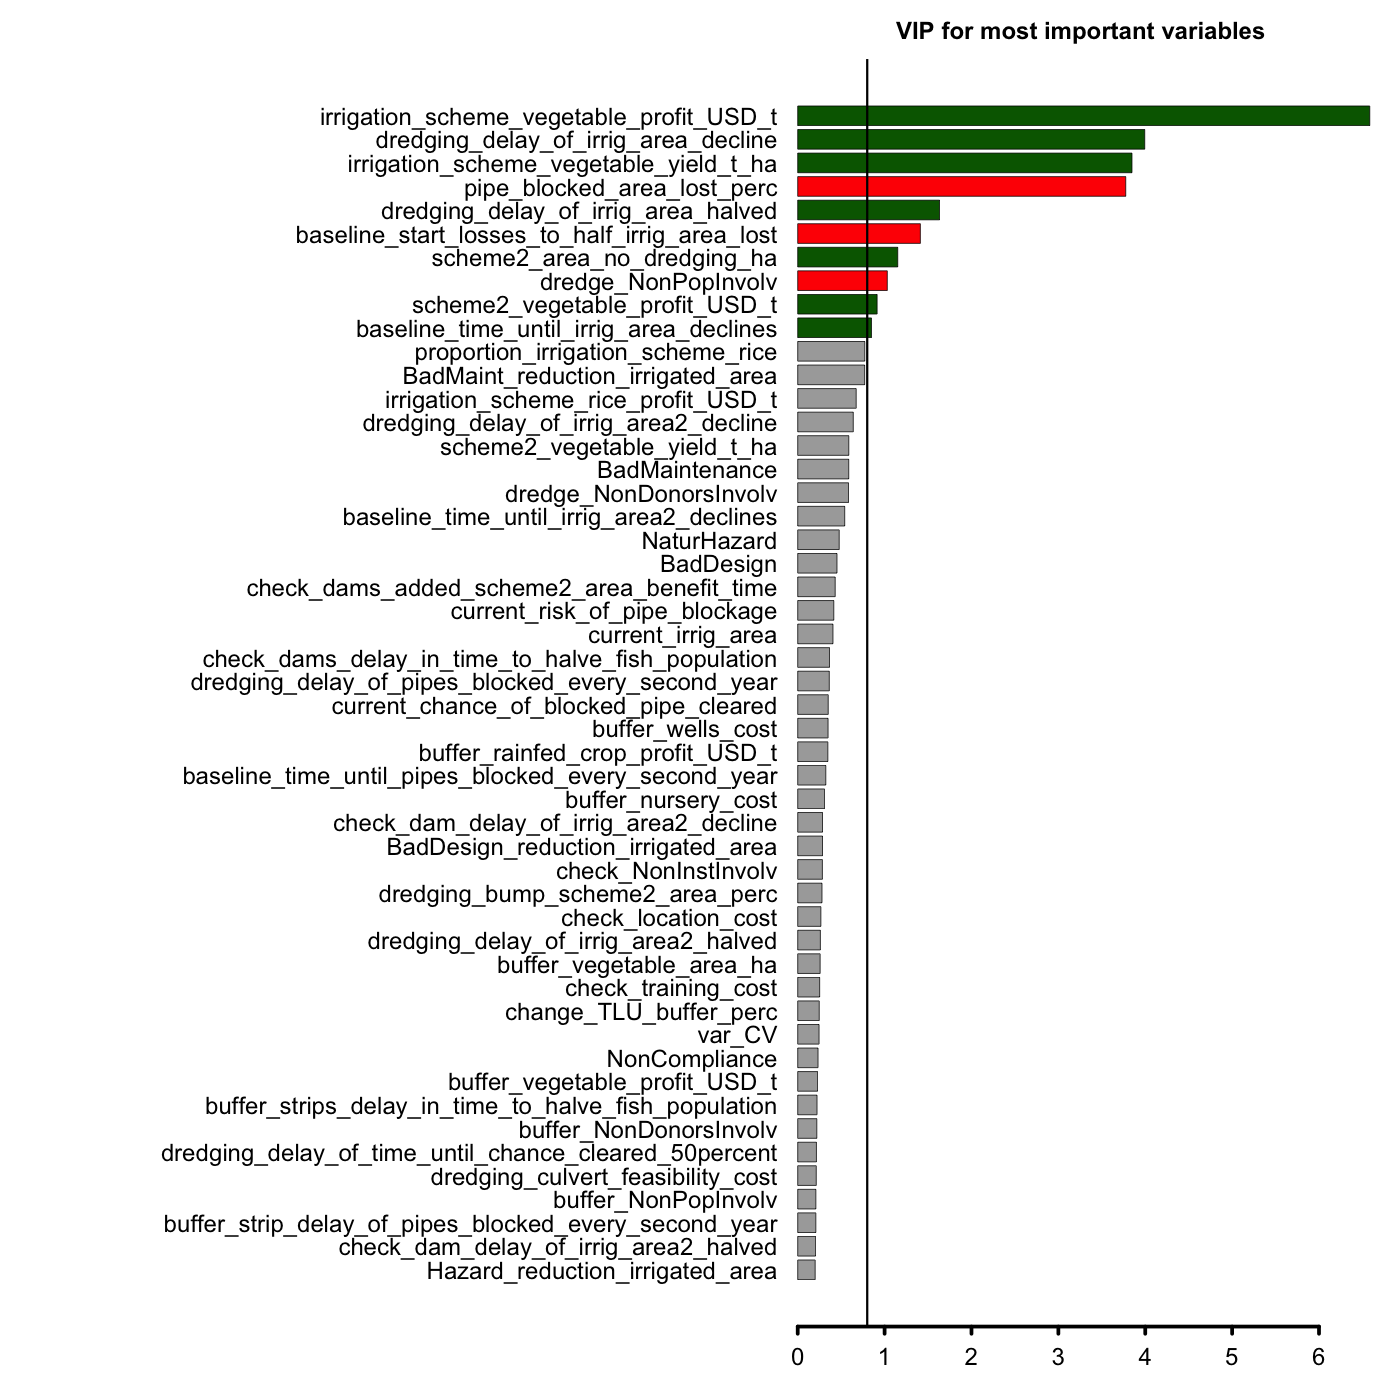 VIP for most important variables
irrigation_scheme_vegetable_profit_USD_t
dredging_delay_of_irrig_area_decline
irrigation_scheme_vegetable_yield_t_ha
pipe_blocked_area_lost_perc
dredging_delay_of_irrig_area_halved
baseline_start_losses_to_half_irrig_area_lost
scheme2_area_no_dredging_ha
dredge_NonPopInvolv
scheme2_vegetable_profit_USD_t
baseline_time_until_irrig_area_declines
proportion_irrigation_scheme_rice
BadMaint_reduction_irrigated_area
irrigation_scheme_rice_profit_USD_t
dredging_delay_of_irrig_area2_decline
scheme2_vegetable_yield_t_ha
BadMaintenance
dredge_NonDonorsInvolv
baseline_time_until_irrig_area2_declines
NaturHazard
BadDesign
check_dams_added_scheme2_area_benefit_time
current_risk_of_pipe_blockage
current_irrig_area
check_dams_delay_in_time_to_halve_fish_population
dredging_delay_of_pipes_blocked_every_second_year
current_chance_of_blocked_pipe_cleared
buffer_wells_cost
buffer_rainfed_crop_profit_USD_t
baseline_time_until_pipes_blocked_every_second_year
buffer_nursery_cost
check_dam_delay_of_irrig_area2_decline
BadDesign_reduction_irrigated_area
check_NonInstInvolv
dredging_bump_scheme2_area_perc
check_location_cost
dredging_delay_of_irrig_area2_halved
buffer_vegetable_area_ha
check_training_cost
change_TLU_buffer_perc
var_CV
NonCompliance
buffer_vegetable_profit_USD_t
buffer_strips_delay_in_time_to_halve_fish_population
buffer_NonDonorsInvolv
dredging_delay_of_time_until_chance_cleared_50percent
dredging_culvert_feasibility_cost
buffer_NonPopInvolv
buffer_strip_delay_of_pipes_blocked_every_second_year
check_dam_delay_of_irrig_area2_halved
Hazard_reduction_irrigated_area
0 1 2 3 4 5 6